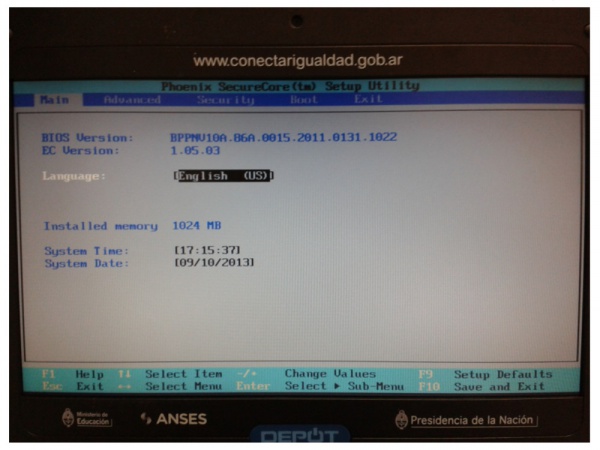 www.conectarigualdad.gob.ar
Phoenix SecureCore(tm) Setup Utility
Main Advanced Security Boot Exit
BIOS Version: BPPNV10A.86A.0015.2011.0131.1022
EC Version: 1.05.03
Language: [English (US)]
Installed memory 1024 MB
System Time: [17:15:37]
System Date: [09/10/2013]
F1 Help ↑↓ Select Item -/+ Change Values F9 Setup Defaults
Esc Exit ↔ Select Menu Enter Select ▶ Sub-Menu F10 Save and Exit
Ministerio de
Educación
ANSES
Presidencia de la Nación
DEPOT